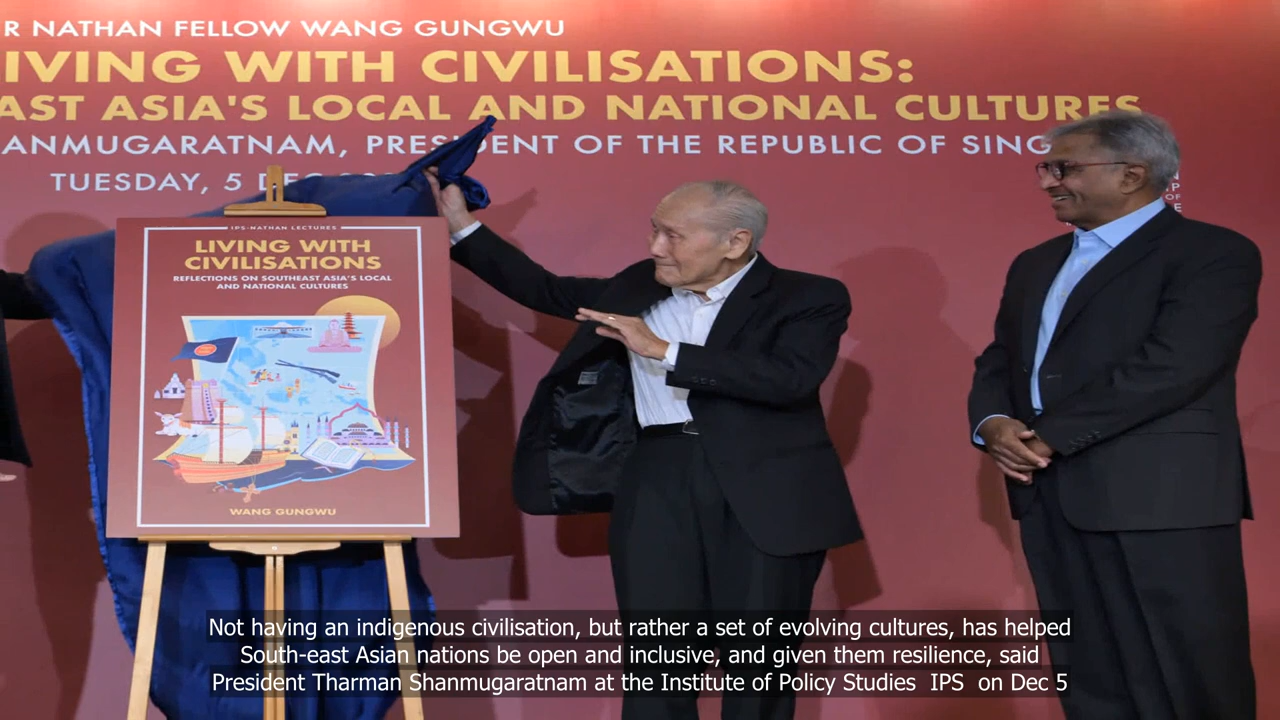 R NATHAN FELLOW WANG GUNGWU
IVING WITH CIVILISATIONS:
EAST ASIA'S LOCAL AND NATIONAL CULTURES
ANMUGARATNAM, PRESIDENT OF THE REPUBLIC OF SING
TUESDAY, 5 DEC
IPS-NATHAN LECTURES
LIVING WITH
CIVILISATIONS
REFLECTIONS ON SOUTHEAST ASIA'S LOCAL
AND NATIONAL CULTURES
WANG GUNGWU
Not having an indigenous civilisation, but rather a set of evolving cultures, has helped
South-east Asian nations be open and inclusive, and given them resilience, said
President Tharman Shanmugaratnam at the Institute of Policy Studies IPS on Dec 5